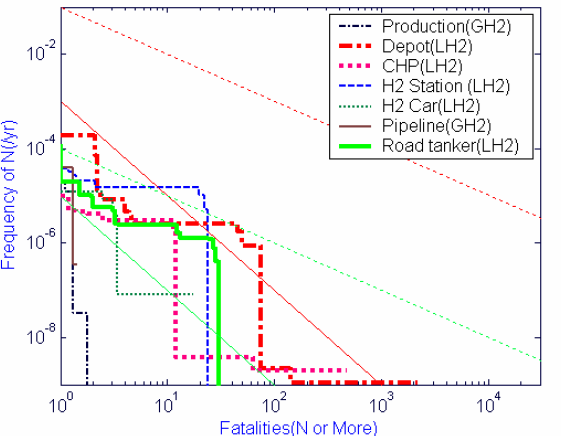 10^-2
10^-4
10^-6
10^-8
Frequency of N(/yr)
Production(GH2)
Depot(LH2)
CHP(LH2)
H2 Station (LH2)
H2 Car(LH2)
Pipeline(GH2)
Road tanker(LH2)
10^0 10^1 10^2 10^3 10^4
Fatalities(N or More)